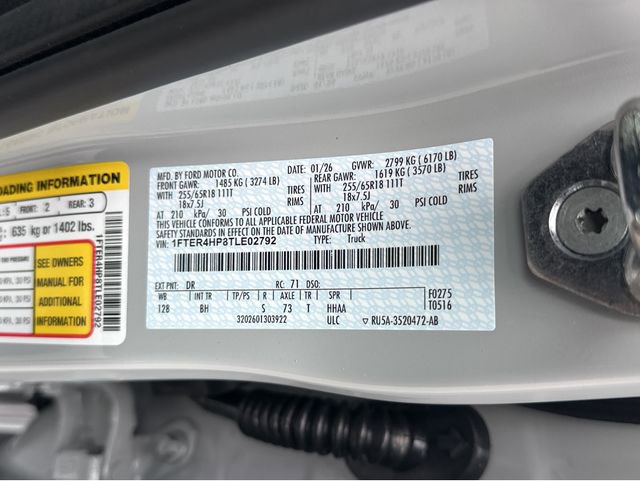 MFD. BY FORD MOTOR CO.
DATE: 01/26 GVWR: 2799 KG ( 6170 LB)
FRONT GAWR: 1485 KG ( 3274 LB) REAR GAWR: 1619 KG ( 3570 LB)
WITH 255/65R18 111T TIRES WITH 255/65R18 111T TIRES
18x7.5J RIMS 18x7.5J RIMS
AT 210 kPa/ 30 PSI COLD AT 210 kPa/ 30 PSI COLD
THIS VEHICLE CONFORMS TO ALL APPLICABLE FEDERAL MOTOR VEHICLE
SAFETY AND THEFT PREVENTION STANDARDS IN EFFECT ON THE DATE OF MANUFACTURE SHOWN ABOVE.
VIN: 1FTER4HP8TLE02792 TYPE: Truck
EXT PNT: DR RC: 71 DSO:
WB INT TR TP/PS R AXLE TR SPR F0275
128 BH S 73 T HHAA T0516
3202601303922 ULC RU5A-3520472-AB
OADING INFORMATION
FRONT: 2 REAR: 3
635 kg or 1402 lbs.
SEE OWNERS
MANUAL FOR
ADDITIONAL
INFORMATION
1FTER4HP8TLE02792